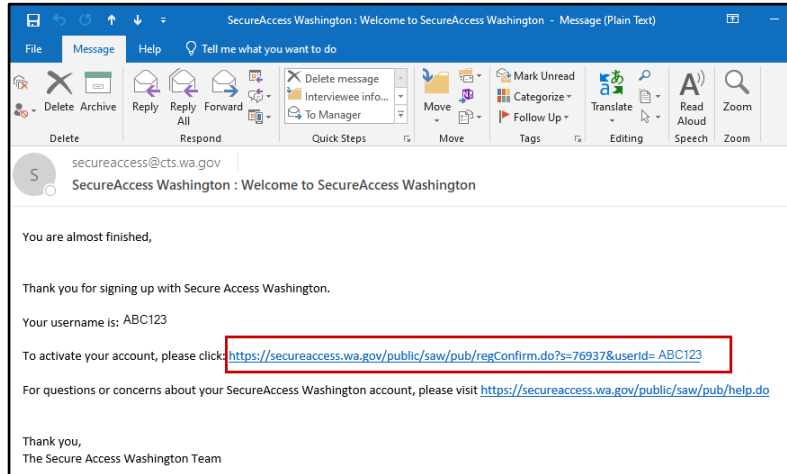 SecureAccess Washington : Welcome to SecureAccess Washington - Message (Plain Text)
File Message Help Tell me what you want to do
Delete Archive Reply Reply All Forward
Delete message
Interviewee info...
To Manager
Move
Mark Unread
Categorize
Follow Up
Translate
Read Aloud
Zoom
Delete Respond Quick Steps Move Tags Editing Speech Zoom
S
secureaccess@cts.wa.gov
SecureAccess Washington : Welcome to SecureAccess Washington
You are almost finished,
Thank you for signing up with Secure Access Washington.
Your username is: ABC123
To activate your account, please click: https://secureaccess.wa.gov/public/saw/pub/regConfirm.do?s=76937&userId= ABC123
For questions or concerns about your SecureAccess Washington account, please visit https://secureaccess.wa.gov/public/saw/pub/help.do
Thank you,
The Secure Access Washington Team